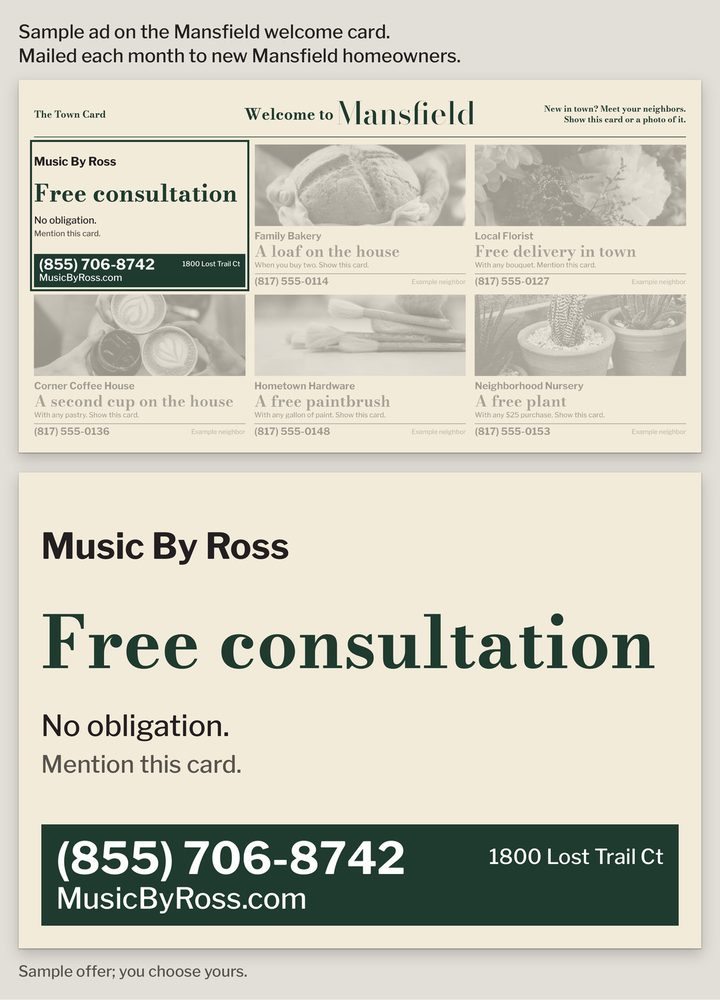 Sample ad on the Mansfield welcome card.
Mailed each month to new Mansfield homeowners.
The Town Card
Welcome to Mansfield
New in town? Meet your neighbors.
Show this card or a photo of it.
Music By Ross
Free consultation
No obligation.
Mention this card.
(855) 706-8742
1800 Lost Trail Ct
MusicByRoss.com
Family Bakery
A loaf on the house
When you buy two. Show this card.
(817) 555-0114
Example neighbor
Local Florist
Free delivery in town
With any bouquet. Mention this card.
(817) 555-0127
Example neighbor
Corner Coffee House
A second cup on the house
With any pastry. Show this card.
(817) 555-0136
Example neighbor
Hometown Hardware
A free paintbrush
With any gallon of paint. Show this card.
(817) 555-0148
Example neighbor
Neighborhood Nursery
A free plant
With any $25 purchase. Show this card.
(817) 555-0153
Example neighbor
Music By Ross
Free consultation
No obligation.
Mention this card.
(855) 706-8742
1800 Lost Trail Ct
MusicByRoss.com
Sample offer; you choose yours.